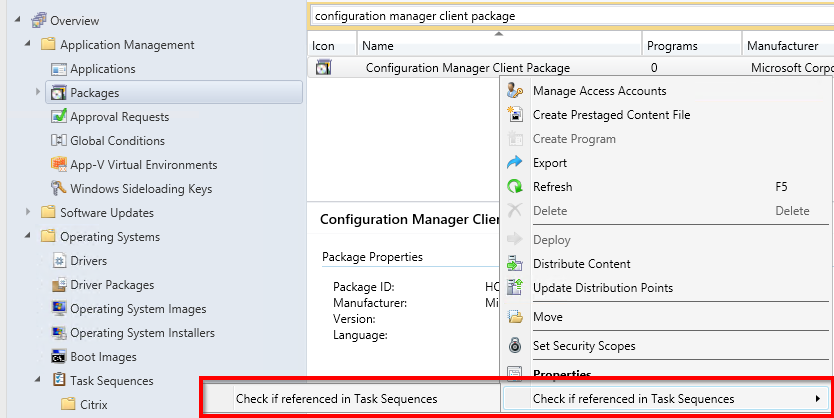 Overview
Application Management
Applications
Packages
Approval Requests
Global Conditions
App-V Virtual Environments
Windows Sideloading Keys
Software Updates
Operating Systems
Drivers
Driver Packages
Operating System Images
Operating System Installers
Boot Images
Task Sequences
Citrix
configuration manager client package
Icon Name Programs Manufacturer
Configuration Manager Client Package 0 Microsoft Corpo
Configuration Manager Clie
Package Properties
Package ID: HC
Manufacturer: Mi
Version:
Language:
Manage Access Accounts
Create Prestaged Content File
Create Program
Export
Refresh F5
Delete Delete
Deploy
Distribute Content
Update Distribution Points
Move
Set Security Scopes
Properties
Check if referenced in Task Sequences
Check if referenced in Task Sequences